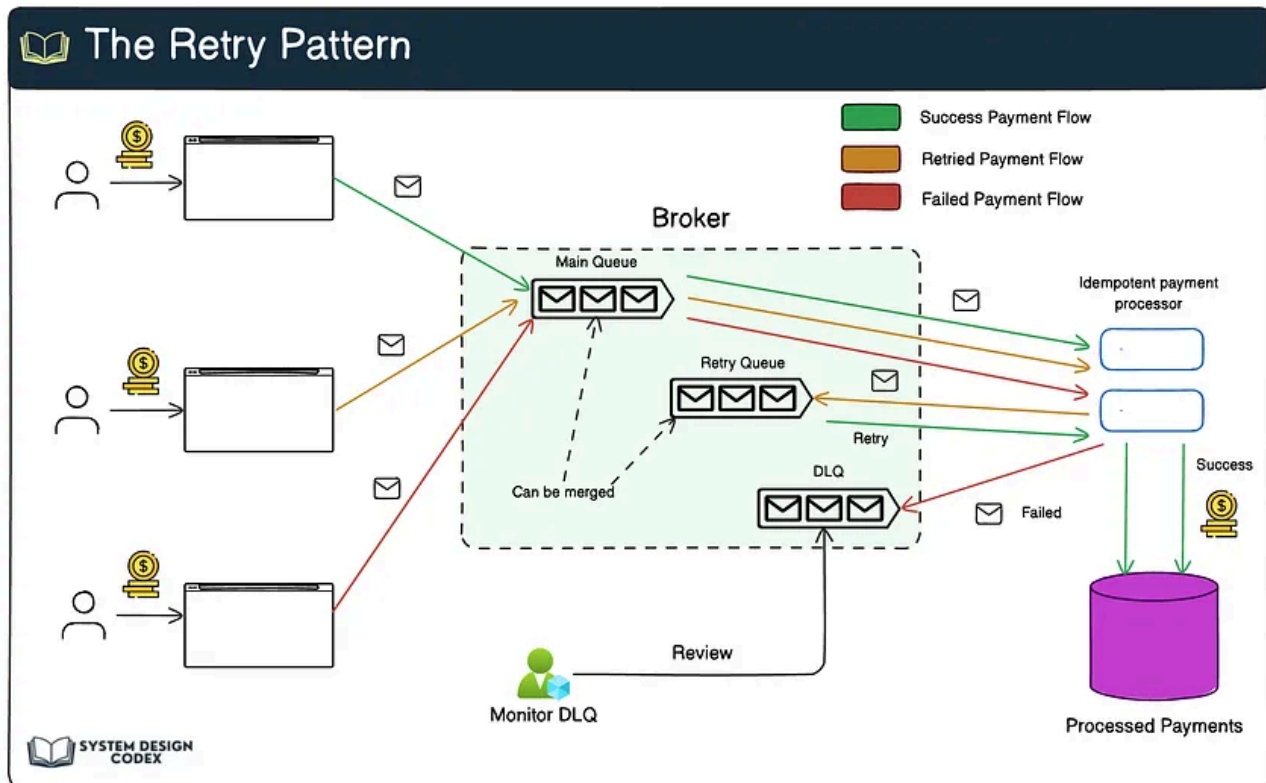 The Retry Pattern
Success Payment Flow
Retried Payment Flow
Failed Payment Flow
Broker
Main Queue
Idempotent payment
processor
Retry Queue
Retry
DLQ
Success
Can be merged
Failed
Review
Monitor DLQ
Processed Payments
SYSTEM DESIGN
CODEX